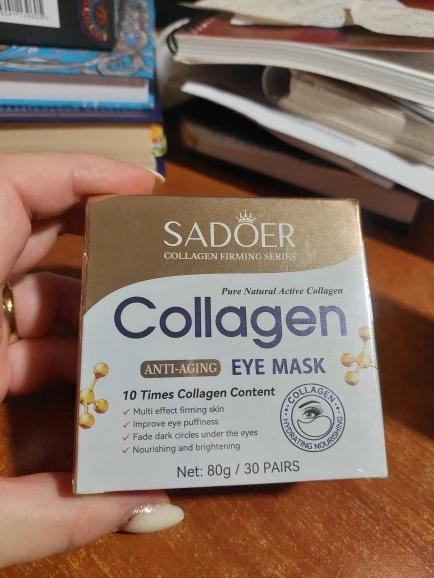 SADOER
COLLAGEN FIRMING SERIES
Pure Natural Active Collagen
Collagen
ANTI-AGING EYE MASK
10 Times Collagen Content
✓ Multi effect firming skin
✓ Improve eye puffiness
✓ Fade dark circles under the eyes
✓ Nourishing and brightening
COLLAGEN
HYDRATING NOURISHING
Net: 80g / 30 PAIRS